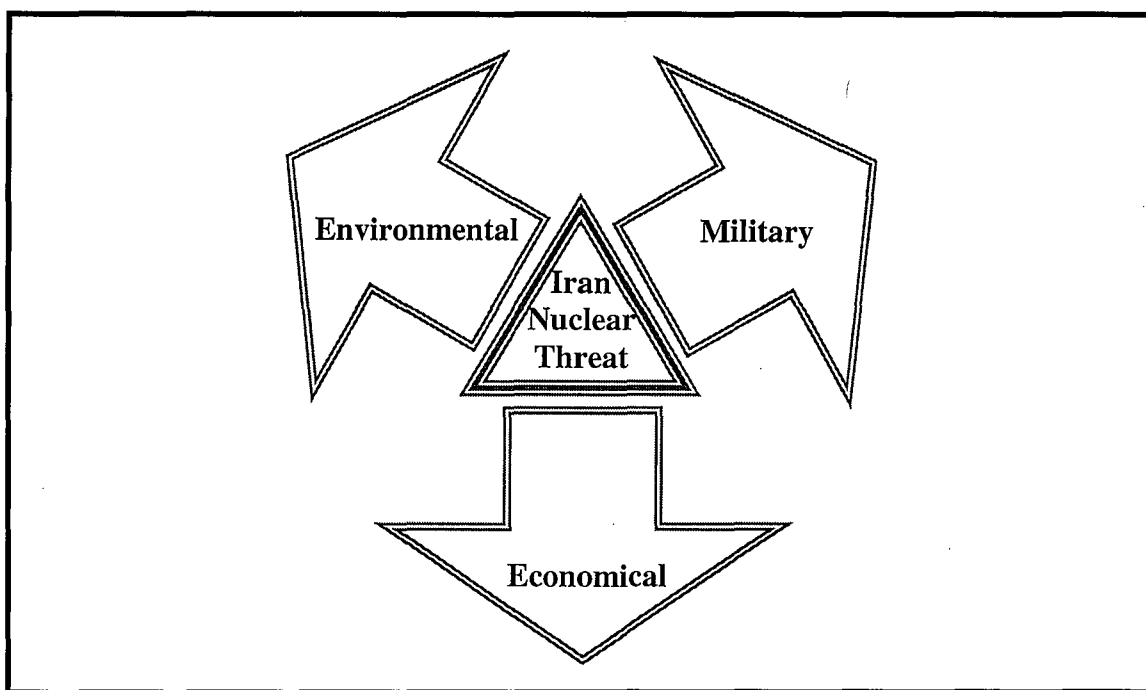 Environmental
Military
Iran
Nuclear
Threat
Economical